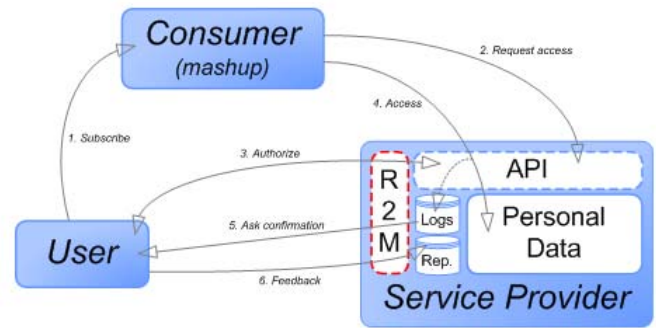 Consumer
(mashup)
2. Request access
4. Access
1. Subscribe
3. Authorize
R
2
M
API
Logs
Personal
Data
5. Ask confirmation
User
Rep.
6. Feedback
Service Provider